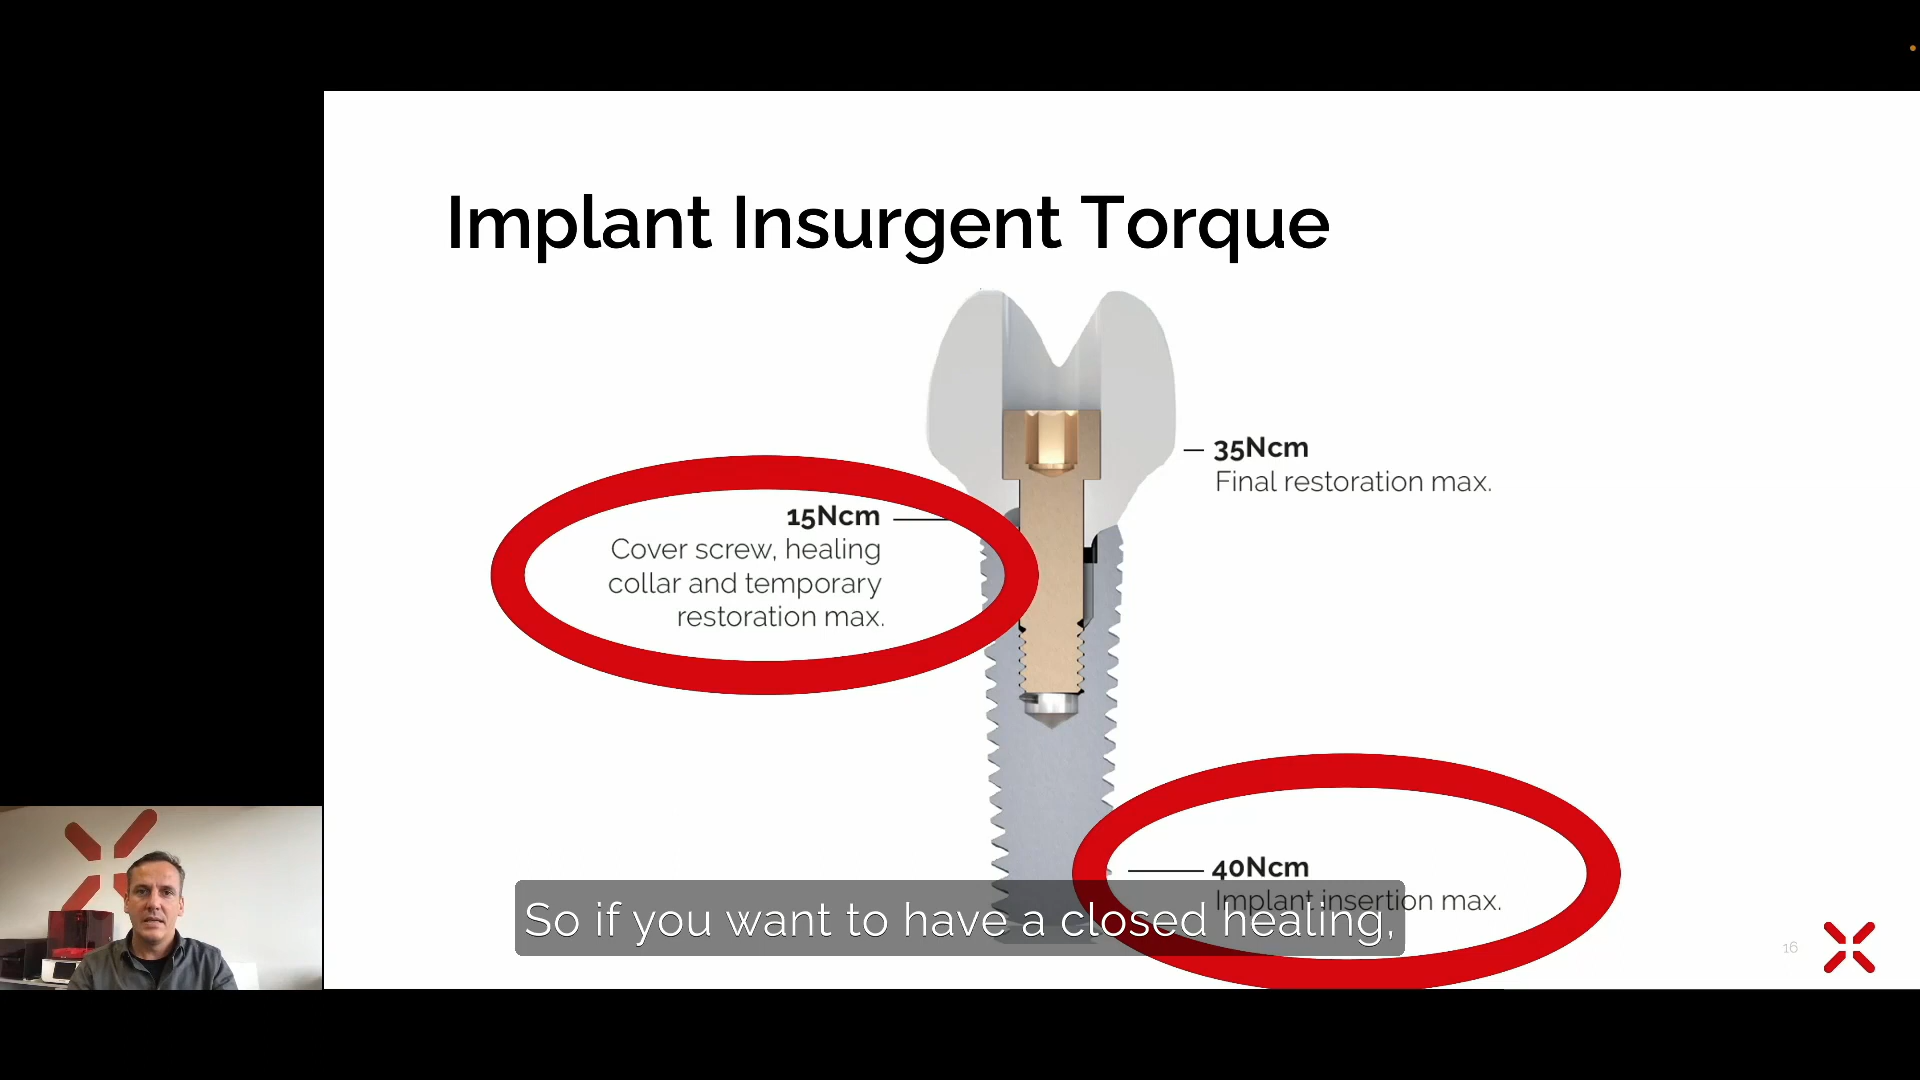 Implant Insurgent Torque
35Ncm
Final restoration max.
15Ncm
Cover screw, healing
collar and temporary
restoration max.
40Ncm
Implant insertion max.
So if you want to have a closed healing,
16